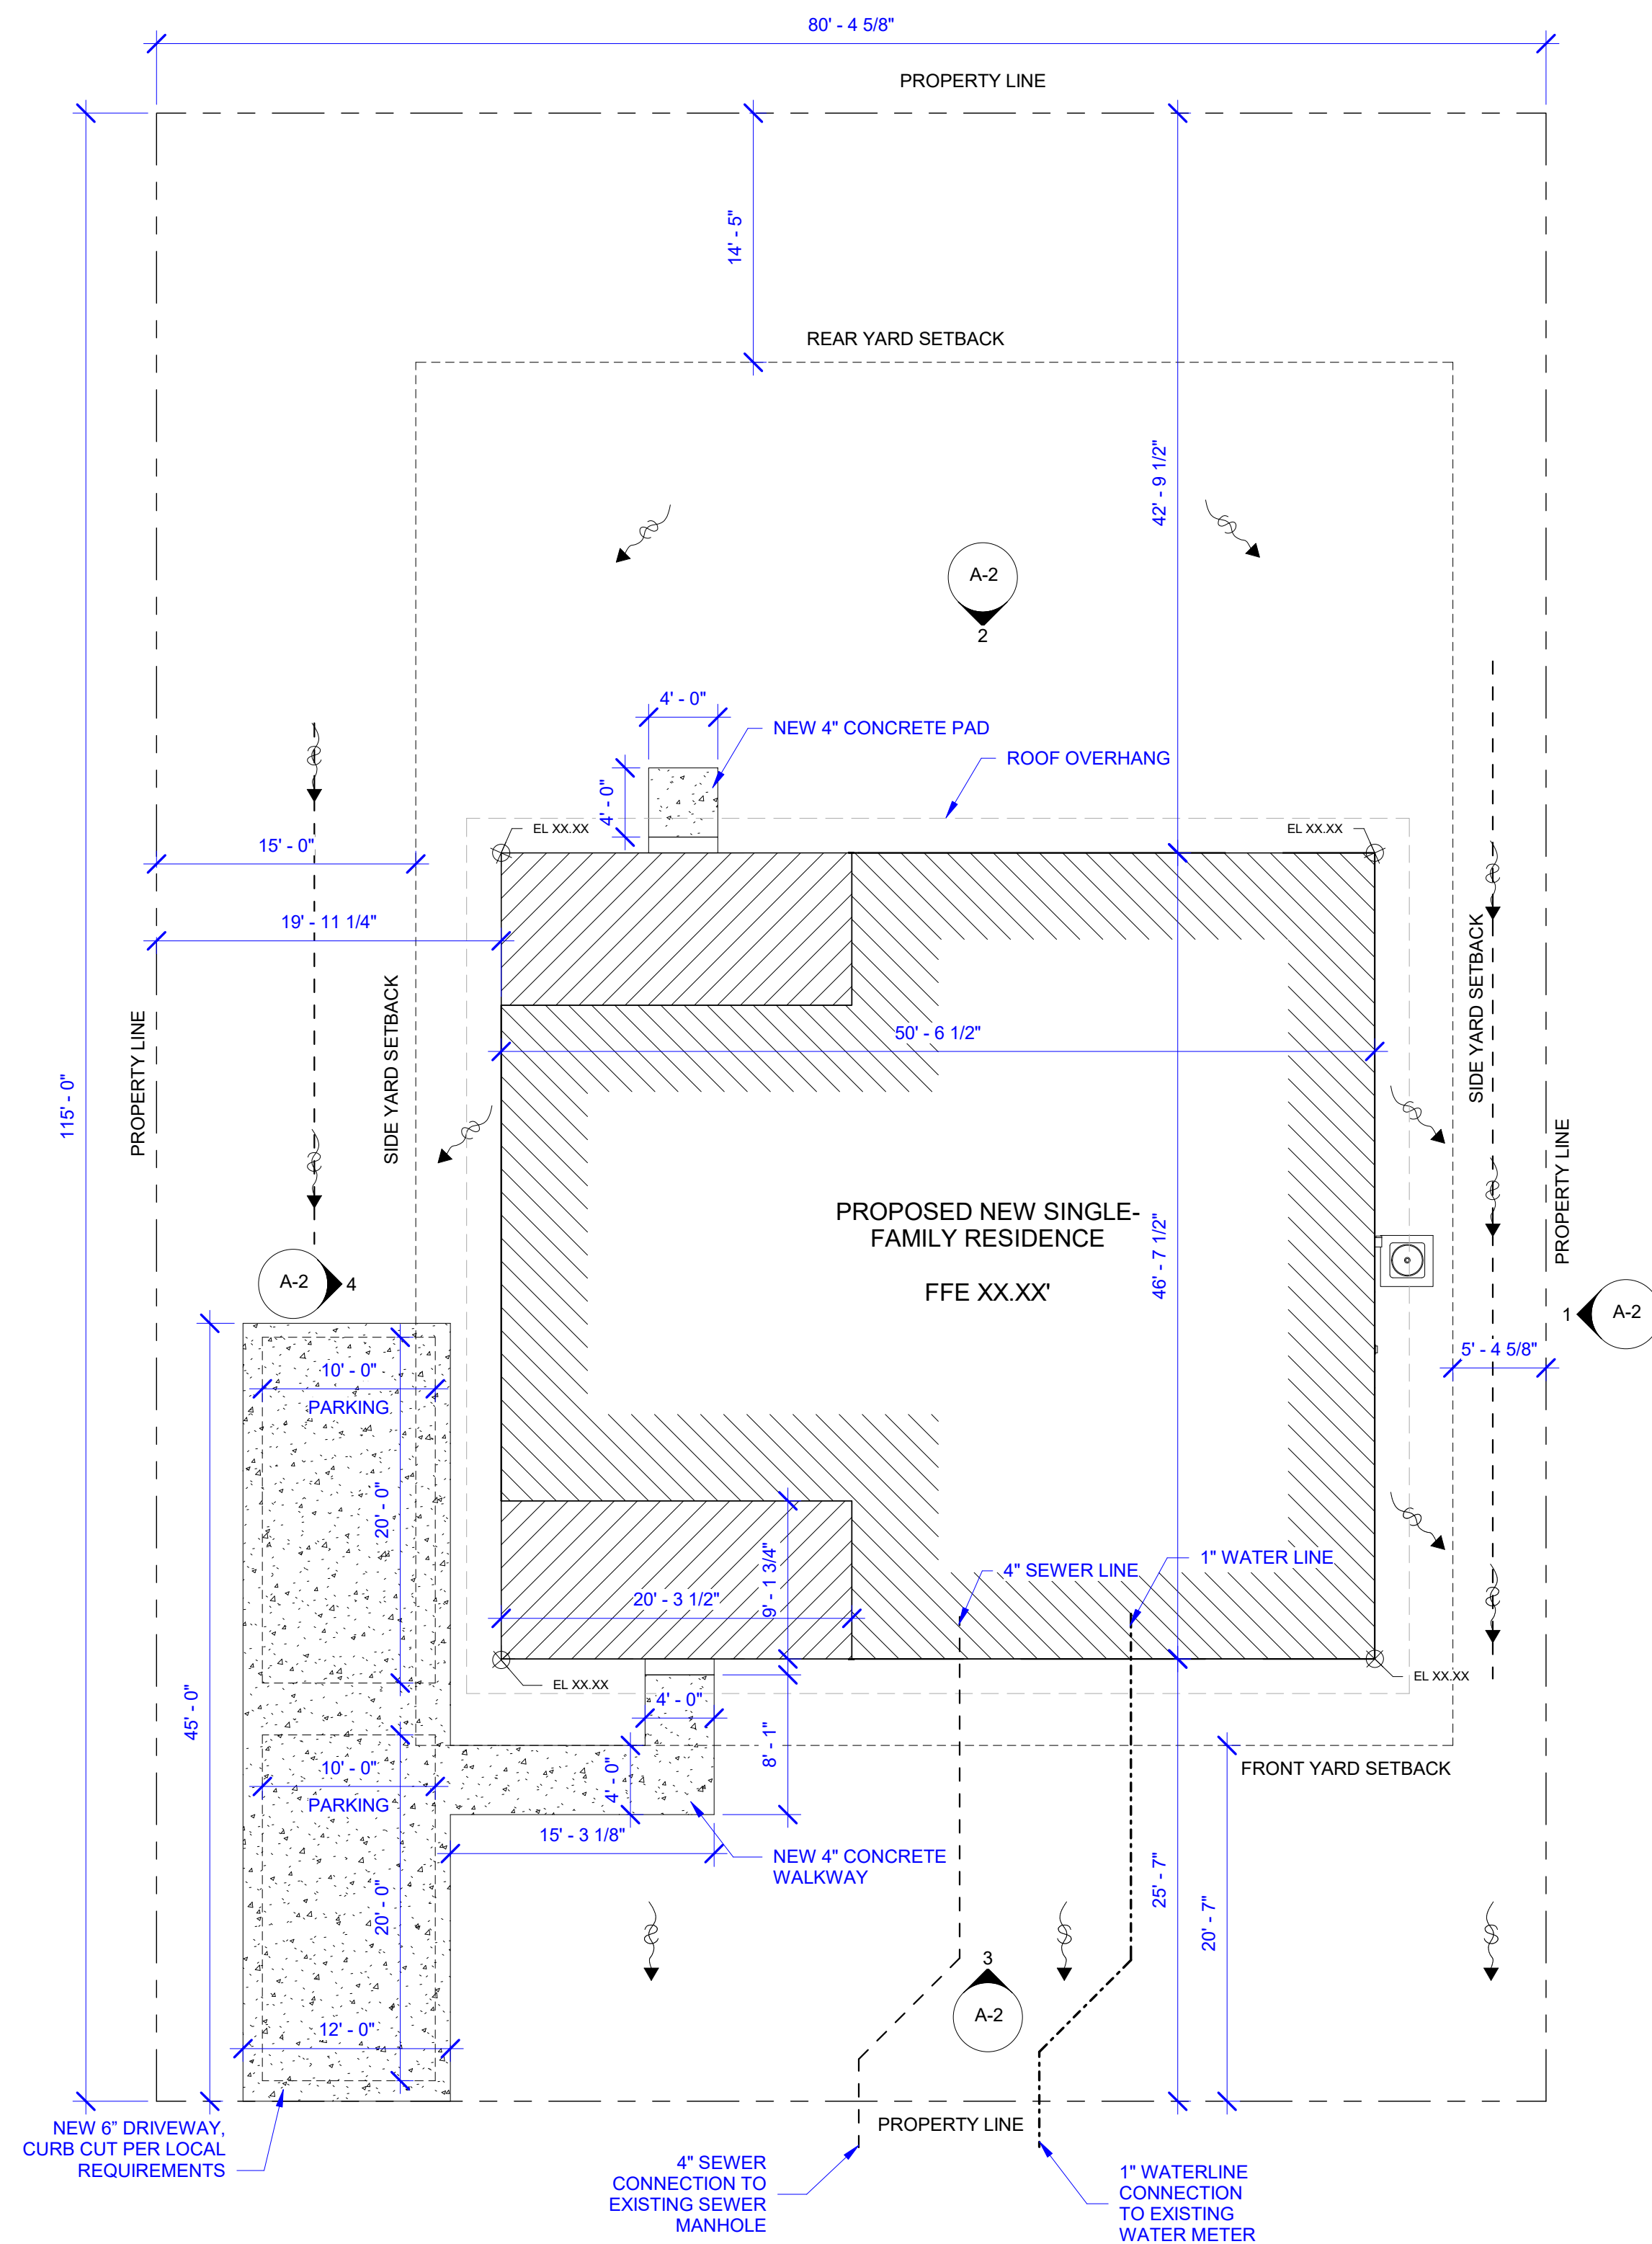 80' - 4 5/8"
PROPERTY LINE
14' - 5"
REAR YARD SETBACK
42' - 9 1/2"
A-2
2
4' - 0"
NEW 4" CONCRETE PAD
ROOF OVERHANG
4' - 0"
EL XX.XX
EL XX.XX
15' - 0"
19' - 11 1/4"
SIDE YARD SETBACK
PROPERTY LINE
SIDE YARD SETBACK
50' - 6 1/2"
115' - 0"
PROPERTY LINE
PROPOSED NEW SINGLE-
FAMILY RESIDENCE
FFE XX.XX'
46' - 7 1/2"
A-2
4
1
A-2
5' - 4 5/8"
10' - 0"
PARKING
20' - 0"
9' - 1 3/4"
4" SEWER LINE
1" WATER LINE
20' - 3 1/2"
EL XX.XX
EL XX.XX
45' - 0"
4' - 0"
8' - 1"
10' - 0"
PARKING
4' - 0"
FRONT YARD SETBACK
15' - 3 1/8"
NEW 4" CONCRETE
WALKWAY
25' - 7"
20' - 7"
20' - 0"
3
A-2
12' - 0"
PROPERTY LINE
NEW 6” DRIVEWAY,
CURB CUT PER LOCAL
REQUIREMENTS
4" SEWER
CONNECTION TO
EXISTING SEWER
MANHOLE
1" WATERLINE
CONNECTION
TO EXISTING
WATER METER